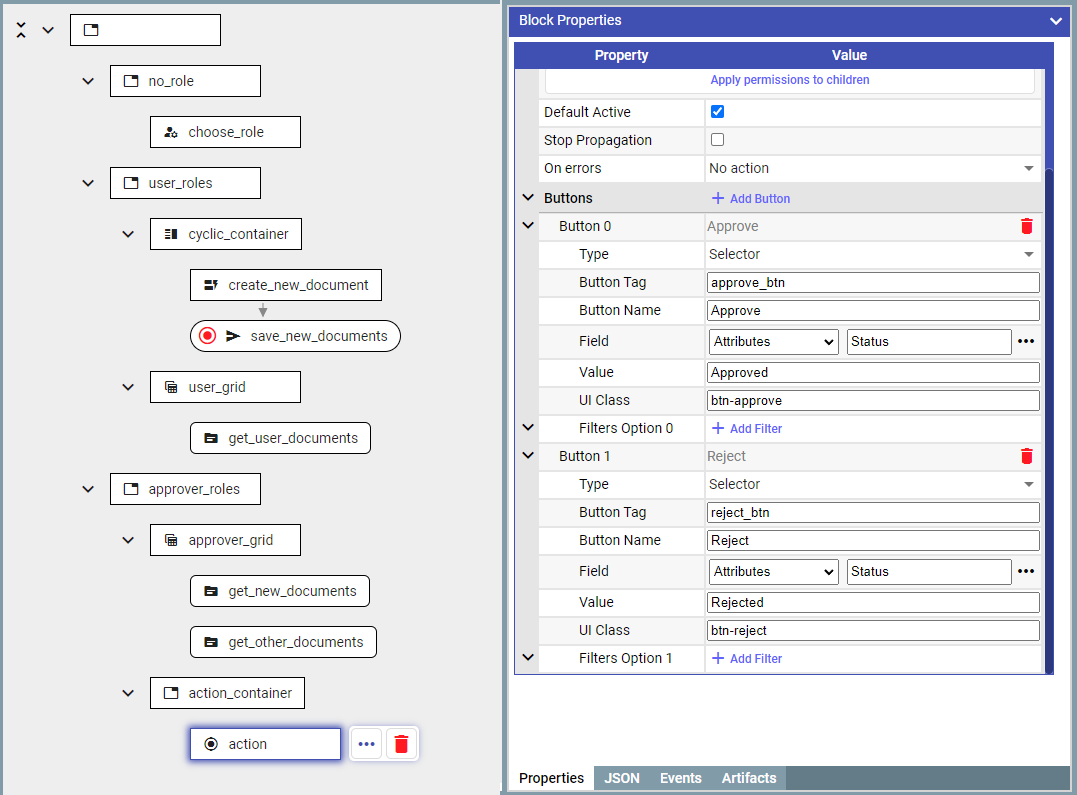 no_role
choose_role
user_roles
cyclic_container
create_new_document
save_new_documents
user_grid
get_user_documents
approver_roles
approver_grid
get_new_documents
get_other_documents
action_container
action
Block Properties
Property Value
Apply permissions to children
Default Active
Stop Propagation
On errors No action
Buttons Add Button
Button 0 Approve
Type Selector
Button Tag approve_btn
Button Name Approve
Field Attributes Status
Value Approved
UI Class btn-approve
Filters Option 0 Add Filter
Button 1 Reject
Type Selector
Button Tag reject_btn
Button Name Reject
Field Attributes Status
Value Rejected
UI Class btn-reject
Filters Option 1 Add Filter
Properties JSON Events Artifacts